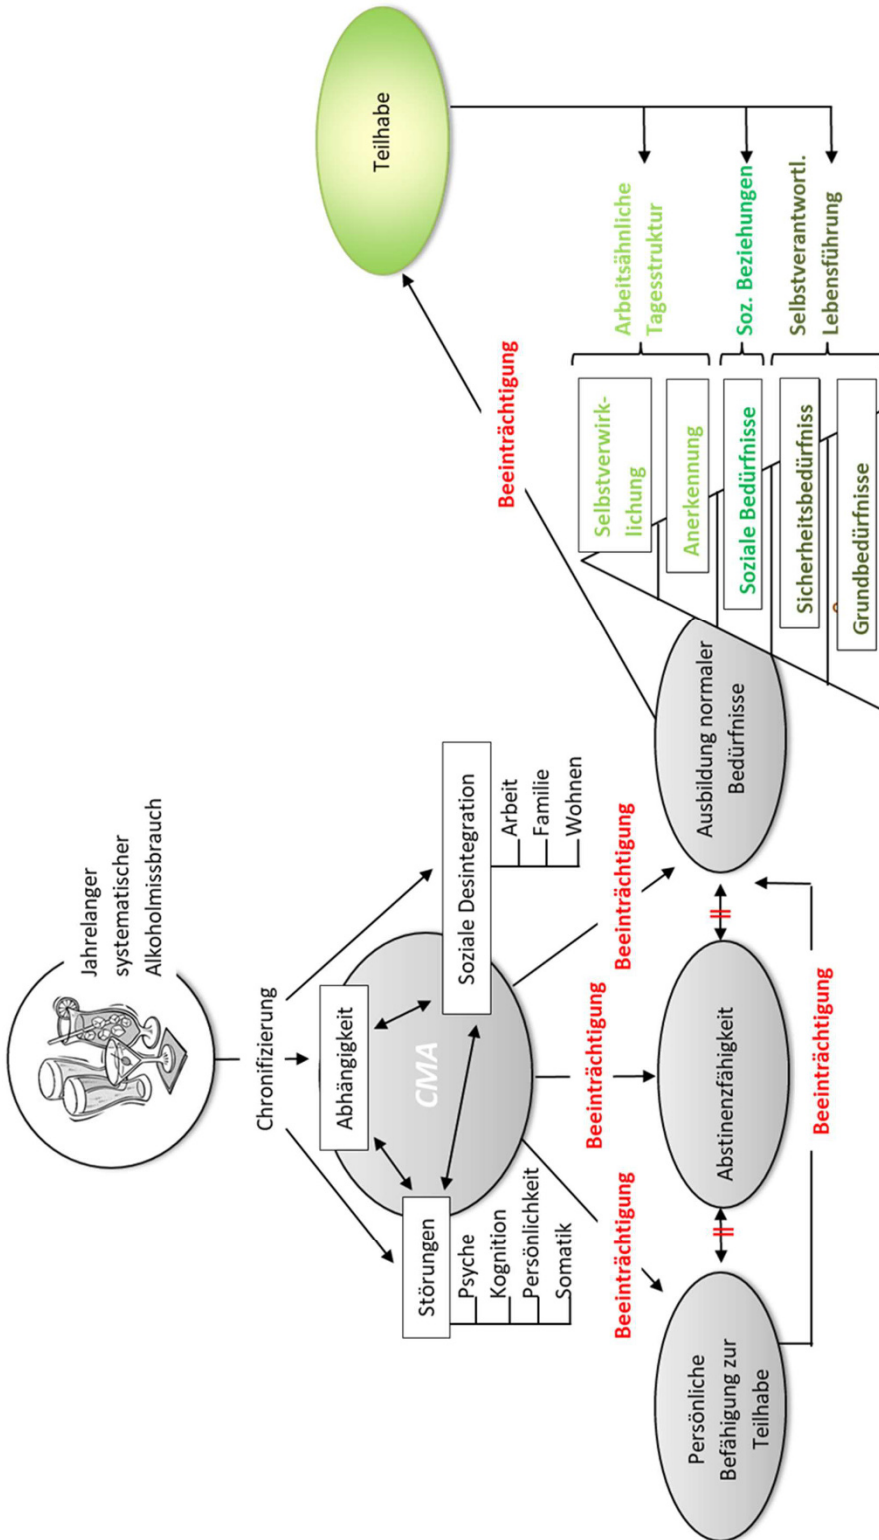 Jahrelanger
systematischer
Alkoholmissbrauch
Chronifizierung
Störungen
Psyche
Kognition
Persönlichkeit
Somatik
Abhängigkeit
CMA
Soziale Desintegration
Arbeit
Familie
Wohnen
Beeinträchtigung
Beeinträchtigung
Beeinträchtigung
Persönliche
Befähigung zur
Teilhabe
Abstinenzfähigkeit
Ausbildung normaler
Bedürfnisse
Beeinträchtigung
Beeinträchtigung
Teilhabe
Selbstverwirk-
lichung
Anerkennung
Soziale Bedürfnisse
Sicherheitsbedürfniss
Grundbedürfnisse
Arbeitsähnliche
Tagesstruktur
Soz. Beziehungen
Selbstverantwortl.
Lebensführung